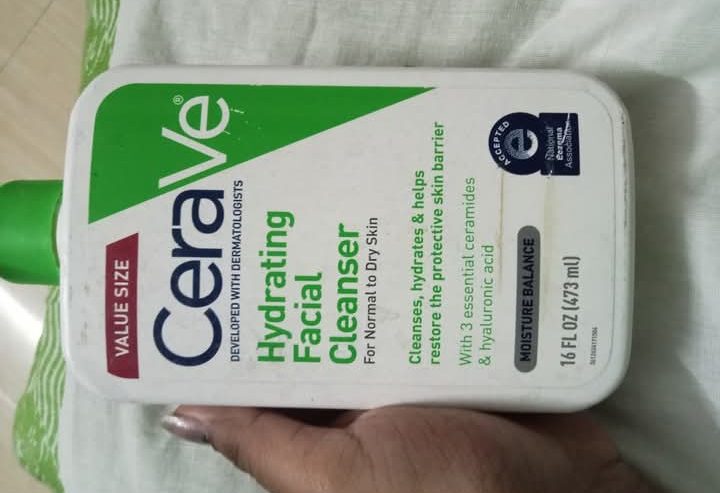 VALUE SIZE
CeraVe®
DEVELOPED WITH DERMATOLOGISTS
Hydrating
Facial
Cleanser
For Normal to Dry Skin
Cleanses, hydrates & helps
restore the protective skin barrier
With 3 essential ceramides
& hyaluronic acid
MOISTURE BALANCE
16 FL OZ (473 ml)
ACCEPTED
e
National
Eczema
Association